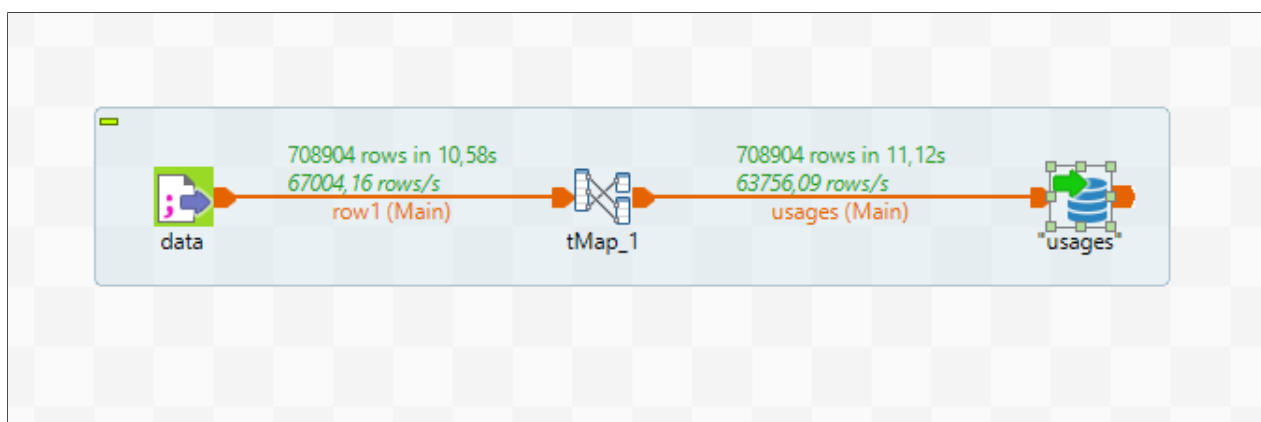 708904 rows in 10,58s
67004,16 rows/s
row1 (Main)
708904 rows in 11,12s
63756,09 rows/s
usages (Main)
data
tMap_1
"usages"